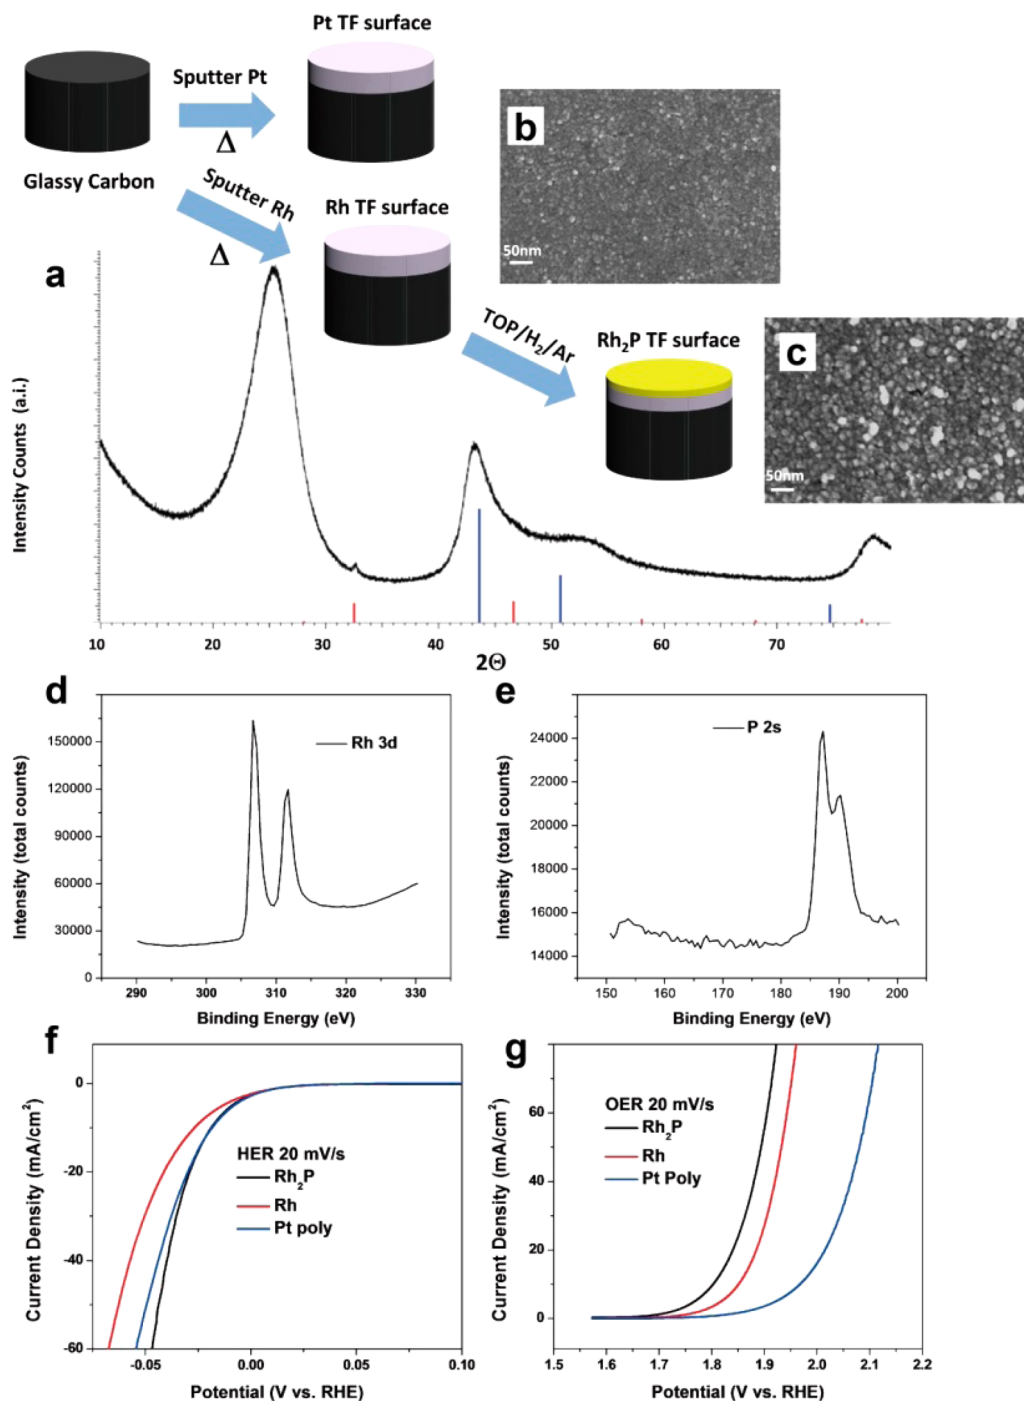 Pt TF surface
Sputter Pt
Δ
Glassy Carbon
Sputter Rh
Δ
Rh TF surface
b
50nm
a
TOP/H2/Ar
Rh2P TF surface
c
50nm
Intensity Counts (a.i.)
10 20 30 40 50 60 70
2Θ
d
Rh 3d
Intensity (total counts)
150000
120000
90000
60000
30000
0
290 300 310 320 330
Binding Energy (eV)
e
P 2s
Intensity (total counts)
24000
22000
20000
18000
16000
14000
150 160 170 180 190 200
Binding Energy (eV)
f
HER 20 mV/s
Rh2P
Rh
Pt poly
Current Density (mA/cm2)
0
-20
-40
-60
-0.05 0.00 0.05 0.10
Potential (V vs. RHE)
g
OER 20 mV/s
Rh2P
Rh
Pt Poly
Current Density (mA/cm2)
60
40
20
0
1.5 1.6 1.7 1.8 1.9 2.0 2.1 2.2
Potential (V vs. RHE)